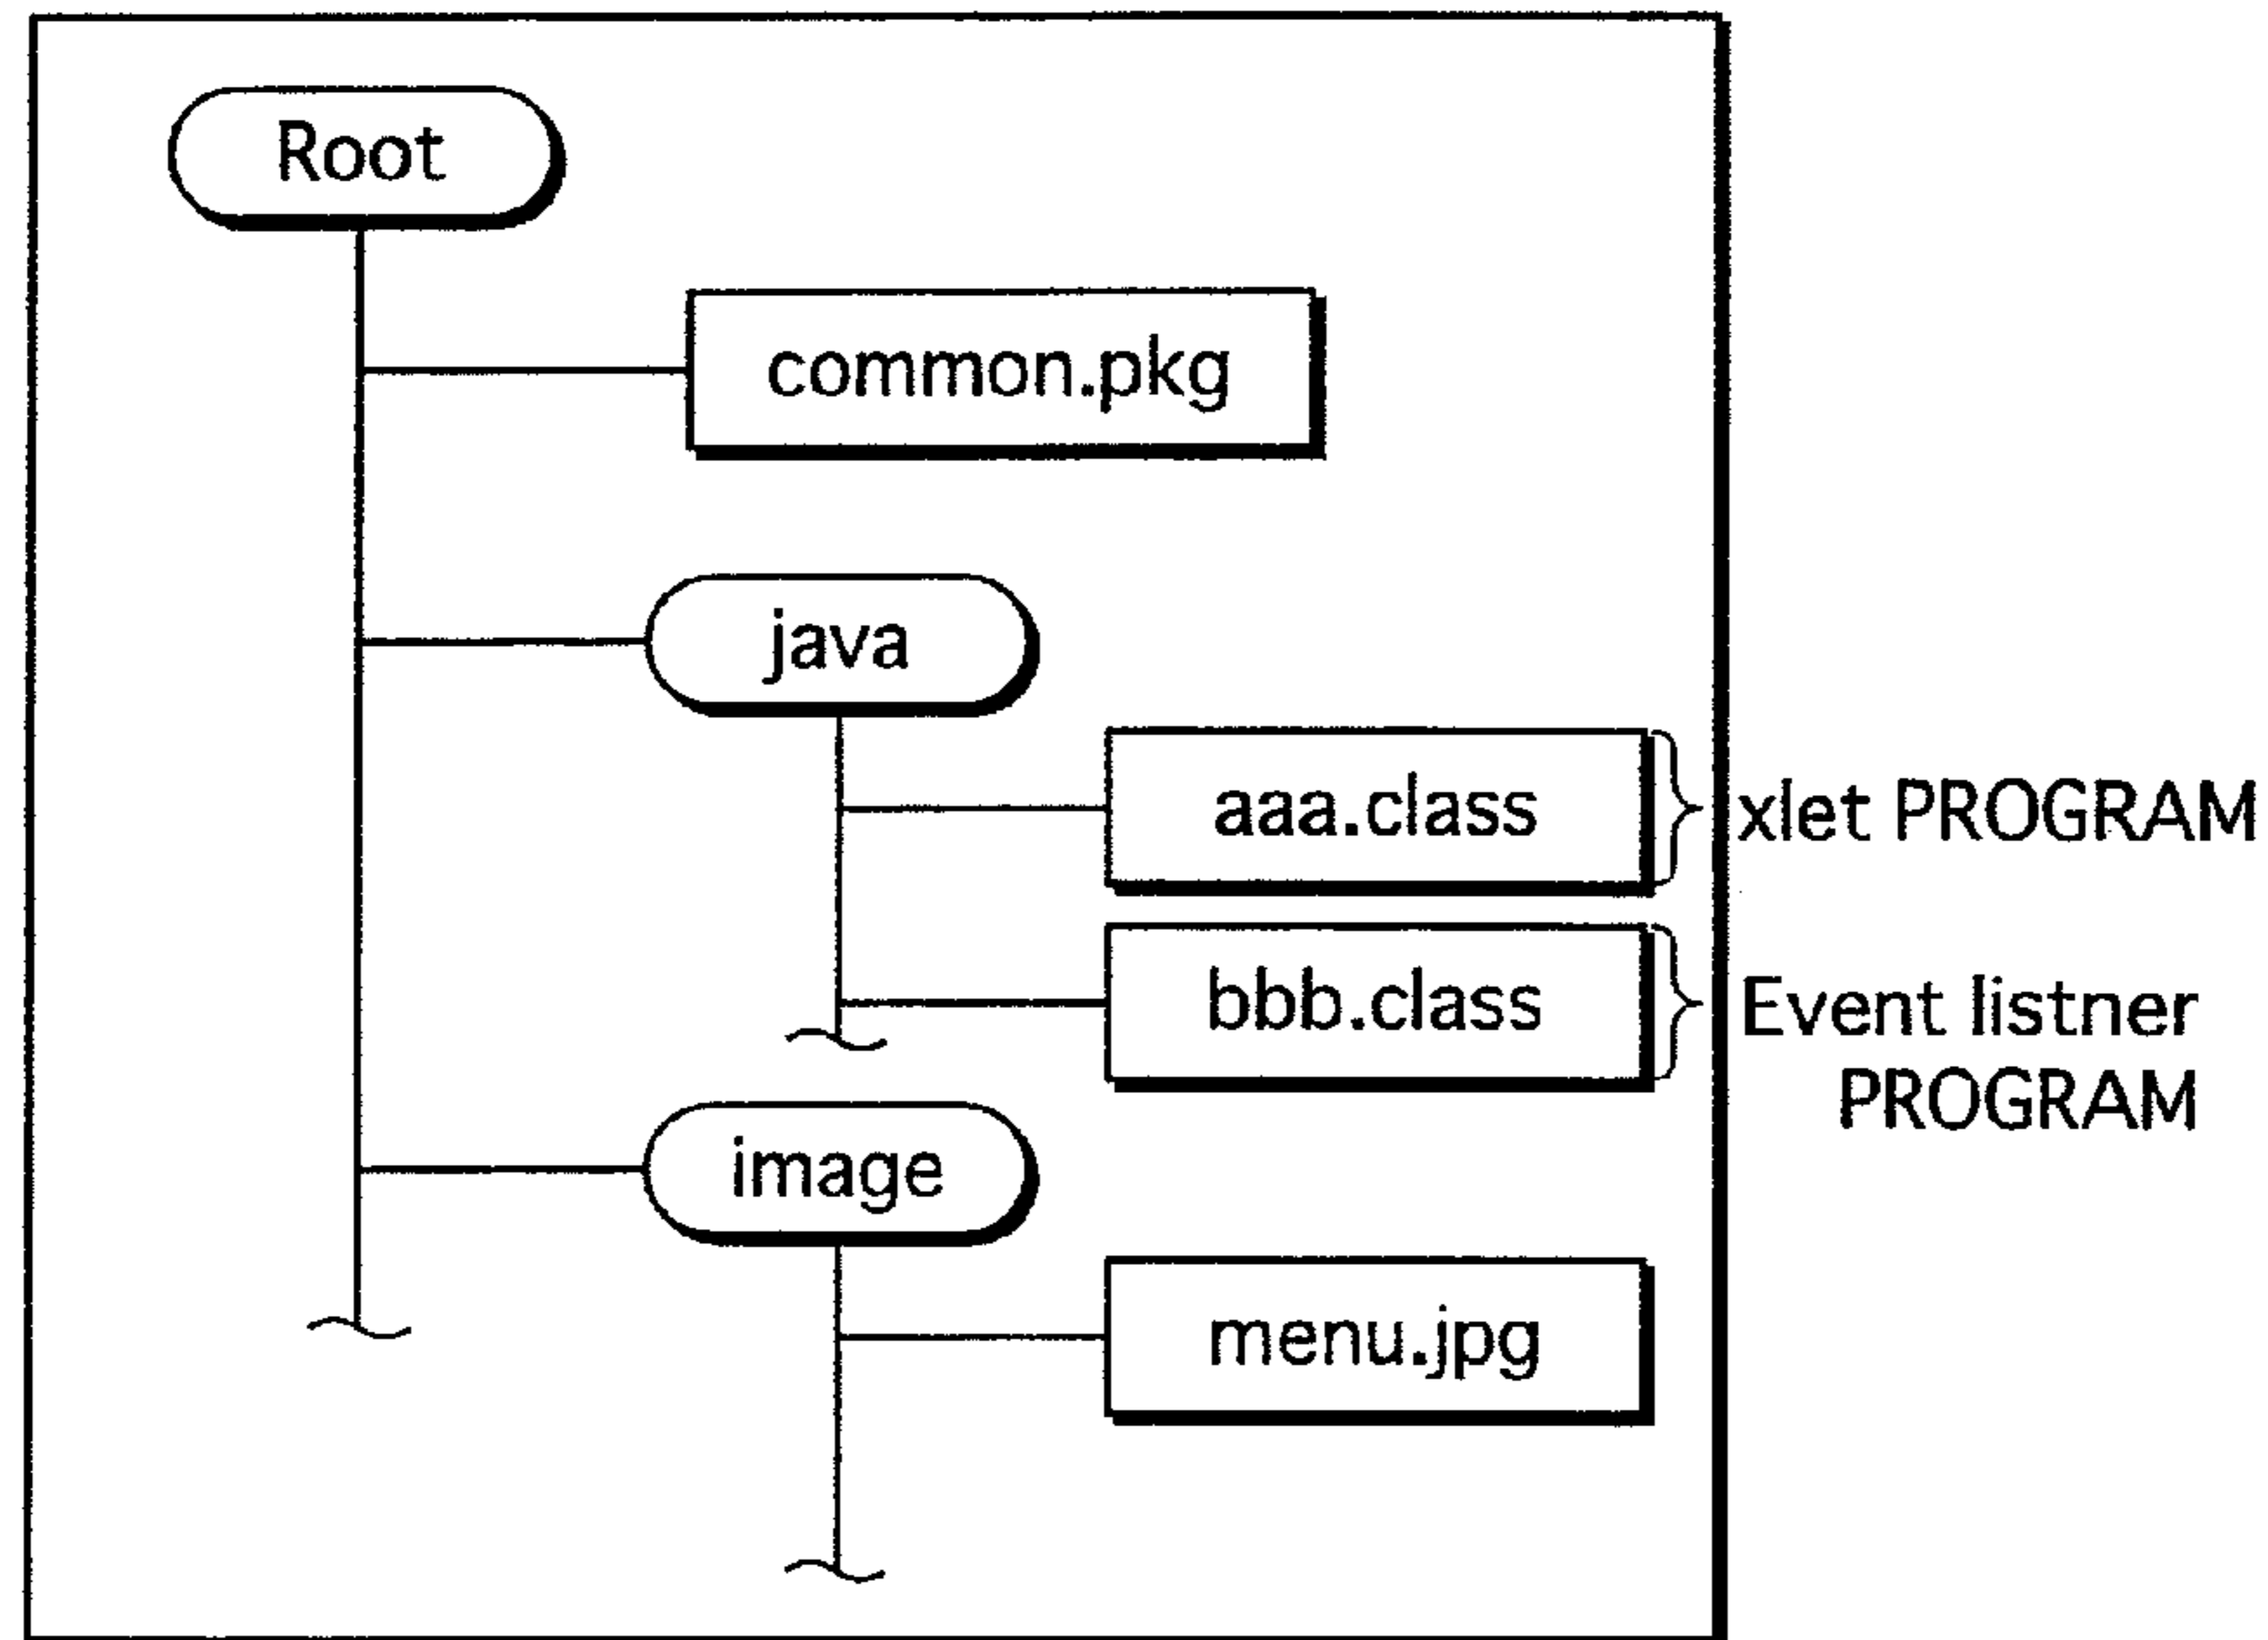 Root
common.pkg
java
aaa.class
xlet PROGRAM
bbb.class
Event listner
PROGRAM
image
menu.jpg